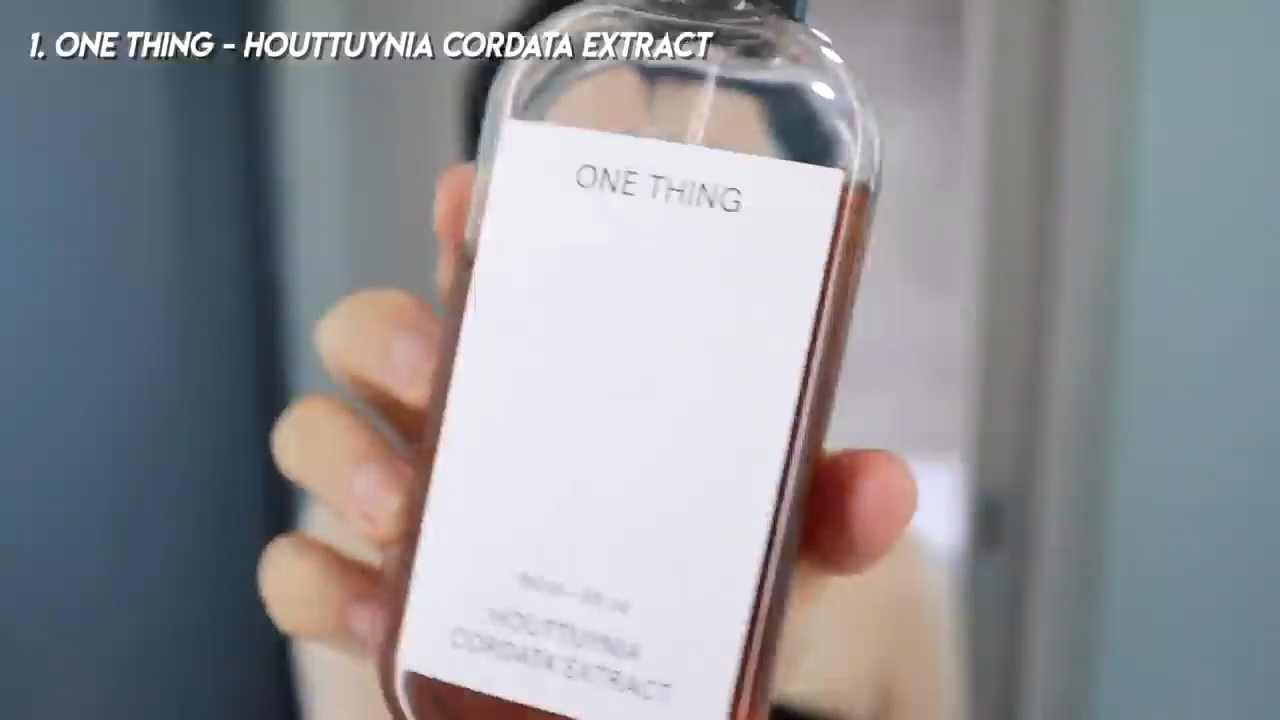 1. ONE THING - HOUTTUYNIA CORDATA EXTRACT
ONE THING
HOUTTUYNIA
CORDATA EXTRACT